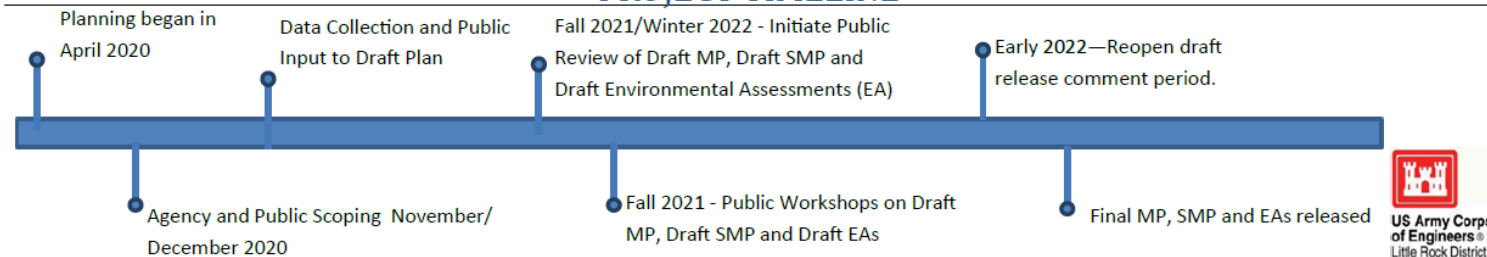 PROJECT TIMELINE
Planning began in
April 2020
Data Collection and Public
Input to Draft Plan
Fall 2021/Winter 2022 - Initiate Public
Review of Draft MP, Draft SMP and
Draft Environmental Assessments (EA)
Early 2022—Reopen draft
release comment period.
Agency and Public Scoping November/
December 2020
Fall 2021 - Public Workshops on Draft
MP, Draft SMP and Draft EAs
Final MP, SMP and EAs released
US Army Corps
of Engineers®
Little Rock District